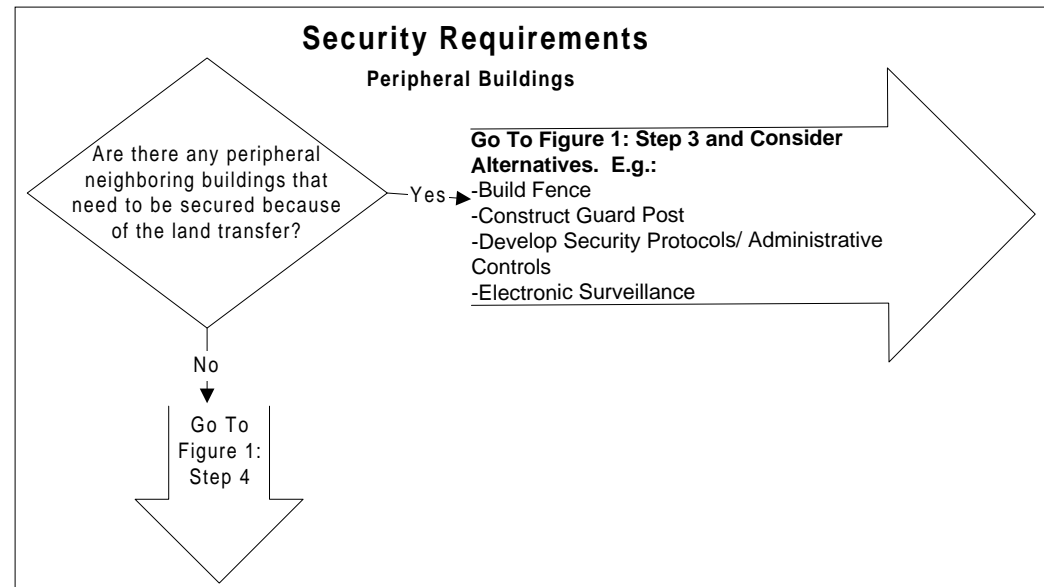 Security Requirements
Peripheral Buildings
Are there any peripheral
neighboring buildings that
need to be secured because
of the land transfer?
Yes
Go To Figure 1: Step 3 and Consider
Alternatives. E.g.:
-Build Fence
-Construct Guard Post
-Develop Security Protocols/ Administrative
Controls
-Electronic Surveillance
No
Go To
Figure 1:
Step 4